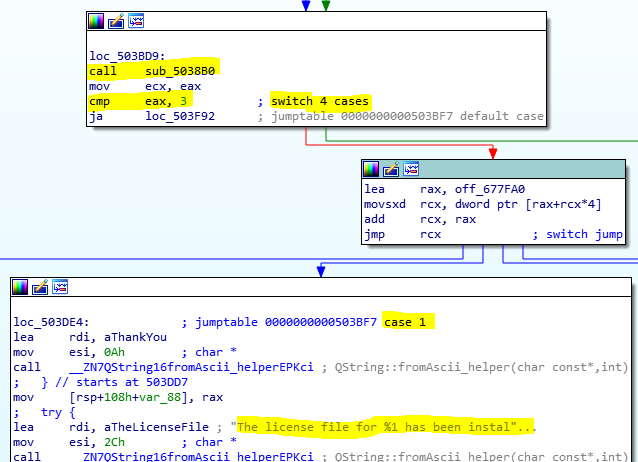 loc_503BD9:
call sub_5038B0
mov ecx, eax
cmp eax, 3 ; switch 4 cases
ja loc_503F92 ; jumptable 0000000000503BF7 default case
lea rax, off_677FA0
movsxd rcx, dword ptr [rax+rcx*4]
add rcx, rax
jmp rcx ; switch jump
loc_503DE4: ; jumptable 0000000000503BF7 case 1
lea rdi, aThankYou
mov esi, 0Ah ; char *
call __ZN7QString16fromAscii_helperEPKci ; QString::fromAscii_helper(char const*,int)
; } // starts at 503DD7
mov [rsp+108h+var_88], rax
; try {
lea rdi, aTheLicenseFile ; "The license file for %1 has been instal"...
mov esi, 2Ch ; char *
call __ZN7QString16fromAscii_helperEPKci ; QString::fromAscii_helper(char const*,int)